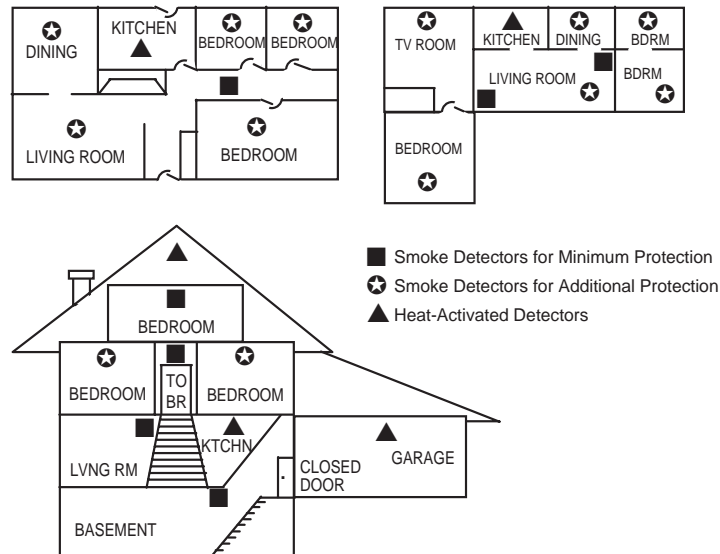 KITCHEN
DINING
BEDROOM
BEDROOM
LIVING ROOM
BEDROOM
TV ROOM
KITCHEN
DINING
BDRM
LIVING ROOM
BDRM
BEDROOM
Smoke Detectors for Minimum Protection
Smoke Detectors for Additional Protection
Heat-Activated Detectors
BEDROOM
BEDROOM
TO
BR
BEDROOM
LVNG RM
KTCHN
CLOSED
DOOR
GARAGE
BASEMENT